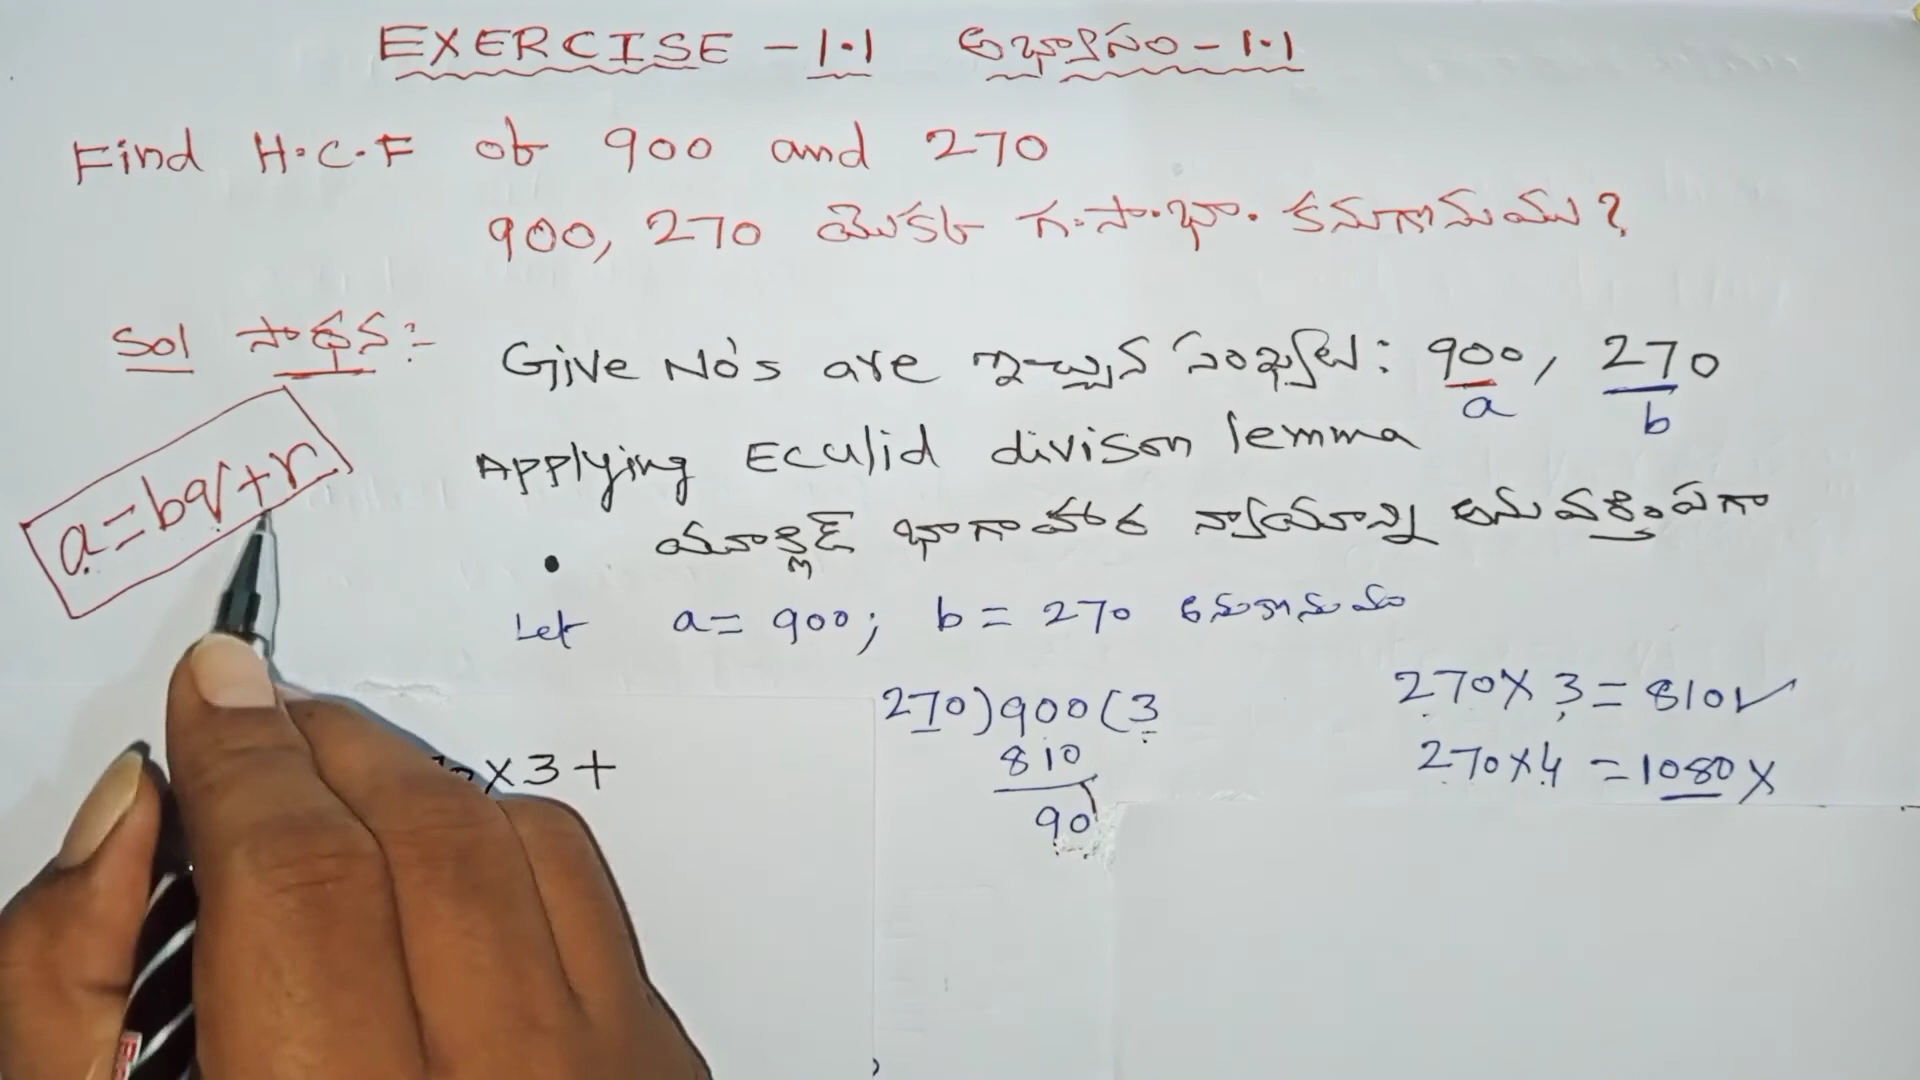 EXERCISE - 1.1 అభ్యాసం - 1.1
Find H.C.F of 900 and 270
900, 270 యొక్క గ.సా.భా. కనుగొనుము?
Sol సాధన :-
Give No's are ఇచ్చిన సంఖ్యలు : 900, 270
a b
a = bq + r
Applying Eculid divison lemma
యూక్లిడ్ భాగాహార న్యాయాన్ని అనువర్తింపగా
Let a = 900; b = 270 అనుకొనుము
270)900(3
810
90
270 X 3 = 810 ✓
270 X 4 = 1080 X
x 3 +